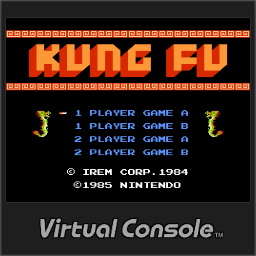 KUNG FU
1 PLAYER GAME A
1 PLAYER GAME B
2 PLAYER GAME A
2 PLAYER GAME B
© IREM CORP. 1984
©1985 NINTENDO
Virtual Console™